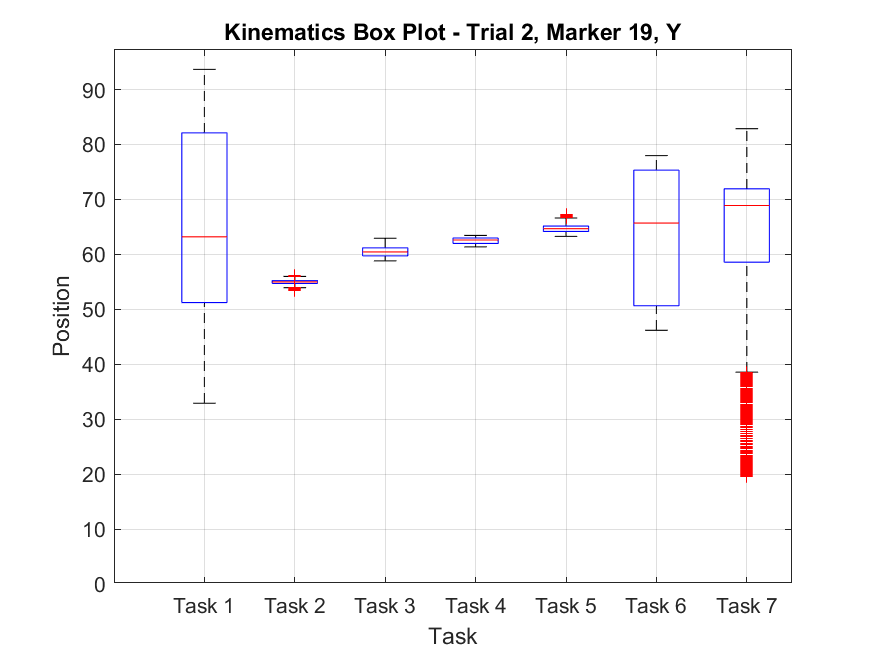 Kinematics Box Plot - Trial 2, Marker 19, Y
90
80
70
60
50
40
30
20
10
0
Position
Task 1 Task 2 Task 3 Task 4 Task 5 Task 6 Task 7
Task